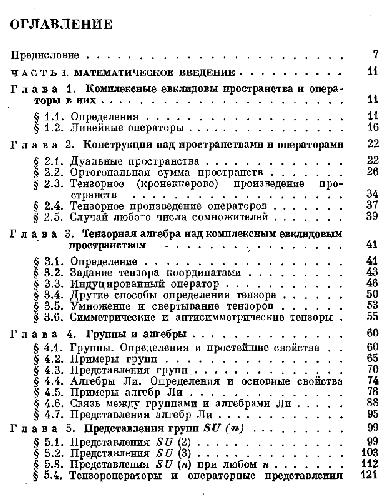 ОГЛАВЛЕНИЕ
Предисловие . . . . . . . . . . . . . . . . . . . . 7
ЧАСТЬ I. МАТЕМАТИЧЕСКОЕ ВВЕДЕНИЕ . . . . . . . . . 11
Глава 1. Комплексные евклидовы пространства и опера-
торы в них . . . . . . . . . . . . . . . . . . 11
§ 1.1. Определения . . . . . . . . . . . . . . . 11
§ 1.2. Линейные операторы . . . . . . . . . . . . 16
Глава 2. Конструкции над пространствами и операторами 22
§ 2.1. Дуальные пространства . . . . . . . . . . 22
§ 2.2. Ортогональная сумма пространств . . . . . . 26
§ 2.3. Тензорное (кронекерово) произведение про-
странств . . . . . . . . . . . . . . . . 34
§ 2.4. Тензорное произведение операторов . . . . . 37
§ 2.5. Случай любого числа сомножителей . . . . . 39
Глава 3. Тензорная алгебра над комплексным евклидовым
пространством . . . . . . . . . . . . . . . 41
§ 3.1. Определение . . . . . . . . . . . . . . . 41
§ 3.2. Задание тензора координатами . . . . . . . 43
§ 3.3. Индуцированный оператор . . . . . . . . . 46
§ 3.4. Другие способы определения тензора . . . . 50
§ 3.5. Умножение и свертывание тензоров . . . . . 53
§ 3.6. Симметрические и антисимметрические тензоры . . 55
Глава 4. Группы и алгебры . . . . . . . . . . . . 60
§ 4.1. Группы. Определения и простейшие свойства . . 60
§ 4.2. Примеры групп . . . . . . . . . . . . . . 65
§ 4.3. Представления групп . . . . . . . . . . . 70
§ 4.4. Алгебры Ли. Определения и основные свойства 74
§ 4.5. Примеры алгебр Ли . . . . . . . . . . . . 78
§ 4.6. Связь между группами и алгебрами Ли . . . . 88
§ 4.7. Представления алгебр Ли . . . . . . . . . 95
Глава 5. Представления групп SU (n) . . . . . . . . 99
§ 5.1. Представления SU (2) . . . . . . . . . . . 99
§ 5.2. Представления SU (3) . . . . . . . . . . . 103
§ 5.3. Представления SU (n) при любом n . . . . . 112
§ 5.4. Тензороператоры и операторные представления 121